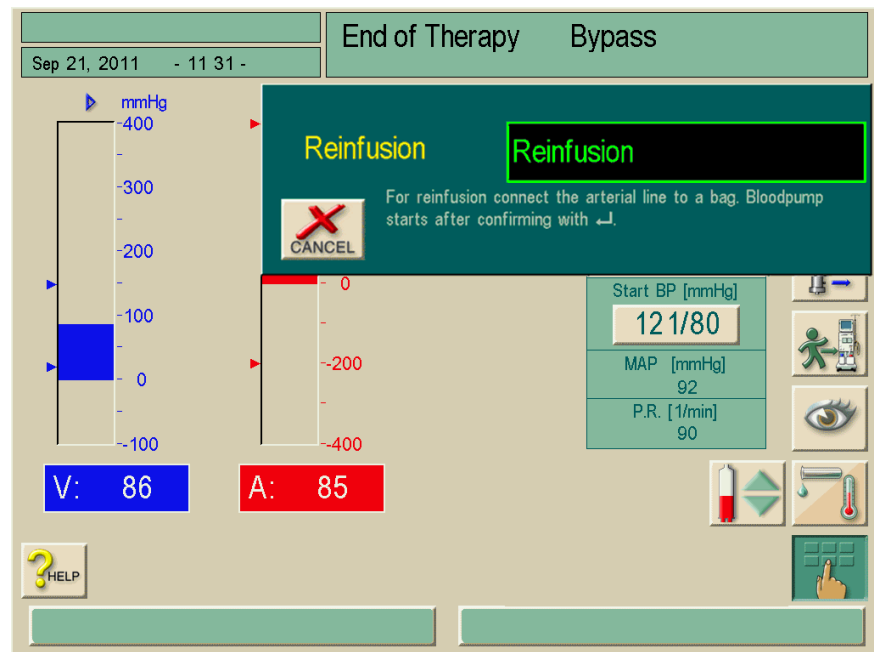 End of Therapy Bypass
Sep 21, 2011 - 11 31 -
mmHg
400
300
200
100
0
-100
V: 86
Reinfusion
Reinfusion
For reinfusion connect the arterial line to a bag. Bloodpump
starts after confirming with ↵.
CANCEL
0
-200
-400
A: 85
Start BP [mmHg]
121/80
MAP [mmHg]
92
P.R. [1/min]
90
HELP